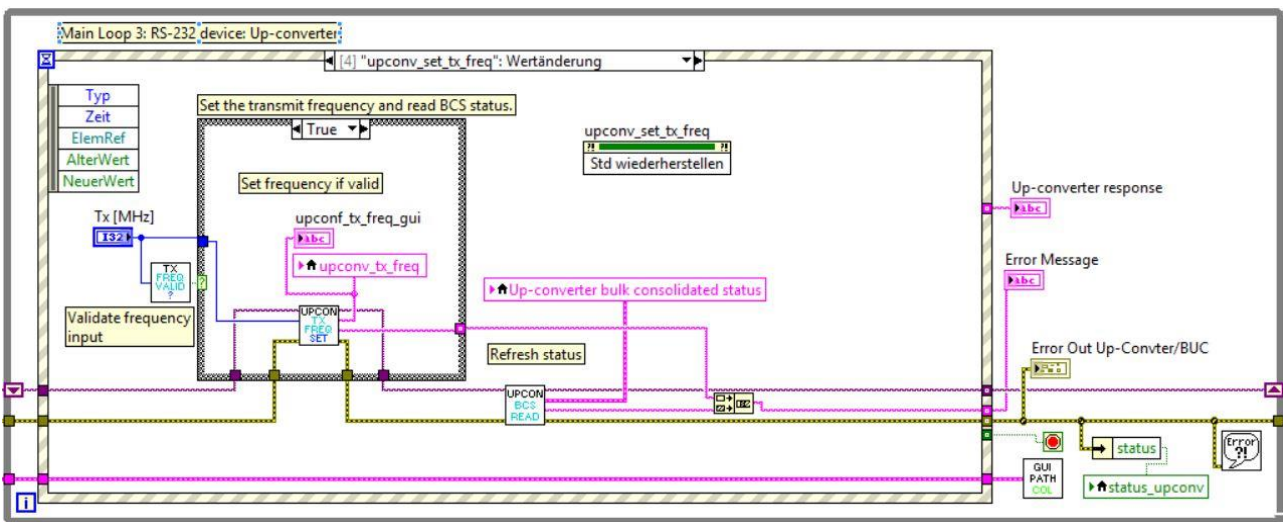 Main Loop 3: RS-232 device: Up-converter
[4] "upconv_set_tx_freq": Wertänderung
Typ
Zeit
ElemRef
AlterWert
NeuerWert
Set the transmit frequency and read BCS status.
True
Set frequency if valid
upconf_tx_freq_gui
abc
upconv_tx_freq
upconv_set_tx_freq
?! ?!
Std wiederherstellen
Tx [MHz]
I32
TX
FREQ
VALID
?
?
Validate frequency
input
UPCON
TX
FREQ
SET
Up-converter bulk consolidated status
Refresh status
UPCON
BCS
READ
Up-converter response
abc
Error Message
abc
Error Out Up-Convter/BUC
status
status_upconv
Error
?!
GUI
PATH
COL
i